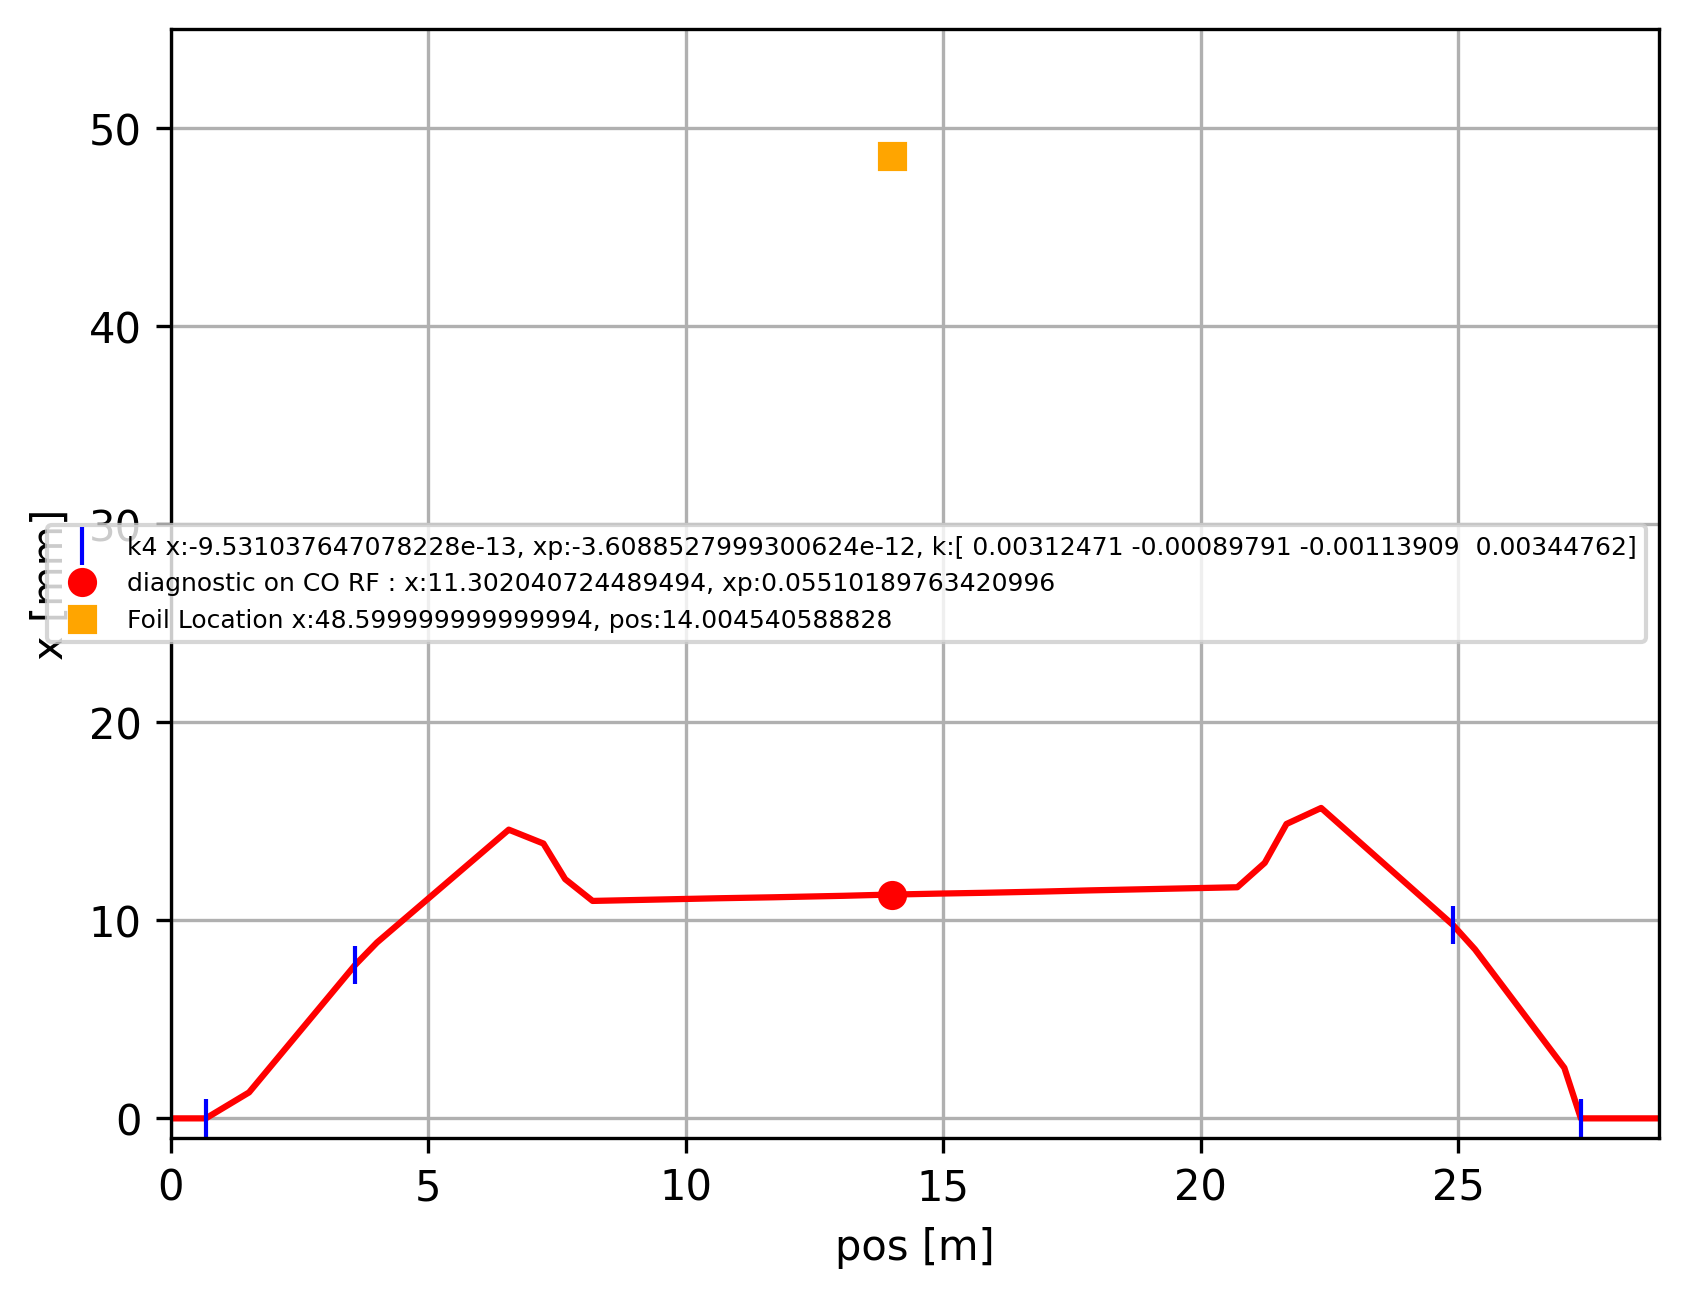 50
40
30
20
10
0
x [mm]
k4 x:-9.531037647078228e-13, xp:-3.6088527999300624e-12, k:[ 0.00312471 -0.00089791 -0.00113909  0.00344762]
diagnostic on CO RF : x:11.302040724489494, xp:0.05510189763420996
Foil Location x:48.599999999999994, pos:14.004540588828
0 5 10 15 20 25
pos [m]